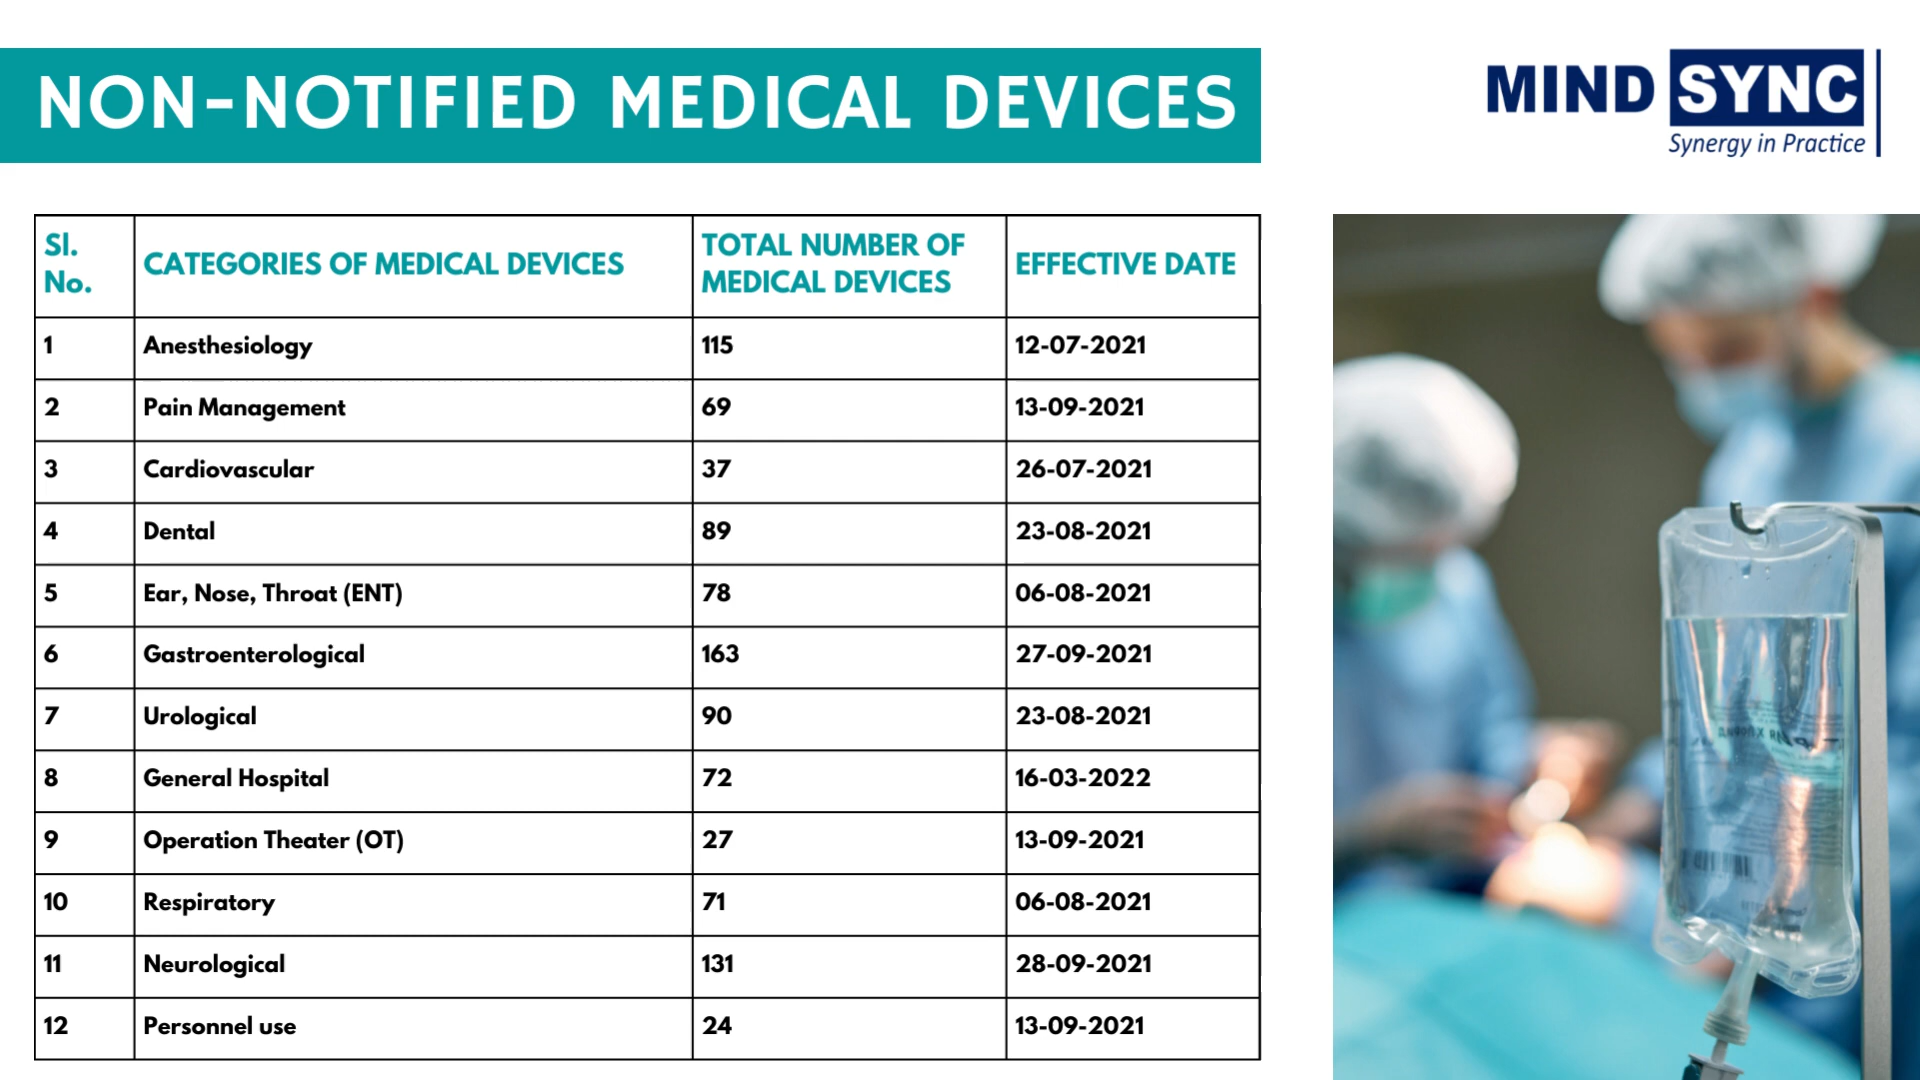 NON-NOTIFIED MEDICAL DEVICES
MIND SYNC
Synergy in Practice
Sl. No. CATEGORIES OF MEDICAL DEVICES TOTAL NUMBER OF MEDICAL DEVICES EFFECTIVE DATE
1 Anesthesiology 115 12-07-2021
2 Pain Management 69 13-09-2021
3 Cardiovascular 37 26-07-2021
4 Dental 89 23-08-2021
5 Ear, Nose, Throat (ENT) 78 06-08-2021
6 Gastroenterological 163 27-09-2021
7 Urological 90 23-08-2021
8 General Hospital 72 16-03-2022
9 Operation Theater (OT) 27 13-09-2021
10 Respiratory 71 06-08-2021
11 Neurological 131 28-09-2021
12 Personnel use 24 13-09-2021